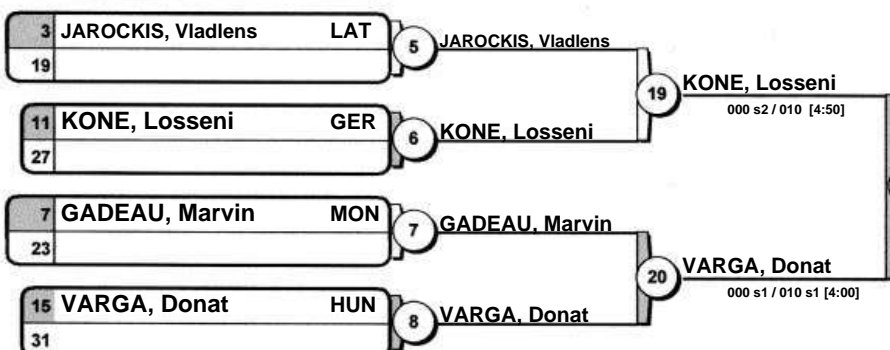 3 JAROCKIS, Vladlens LAT
19
5 JAROCKIS, Vladlens
11 KONE, Losseni GER
27
6 KONE, Losseni
19 KONE, Losseni
000 s2 / 010 [4:50]
7 GADEAU, Marvin MON
23
7 GADEAU, Marvin
15 VARGA, Donat HUN
31
8 VARGA, Donat
20 VARGA, Donat
000 s1 / 010 s1 [4:00]